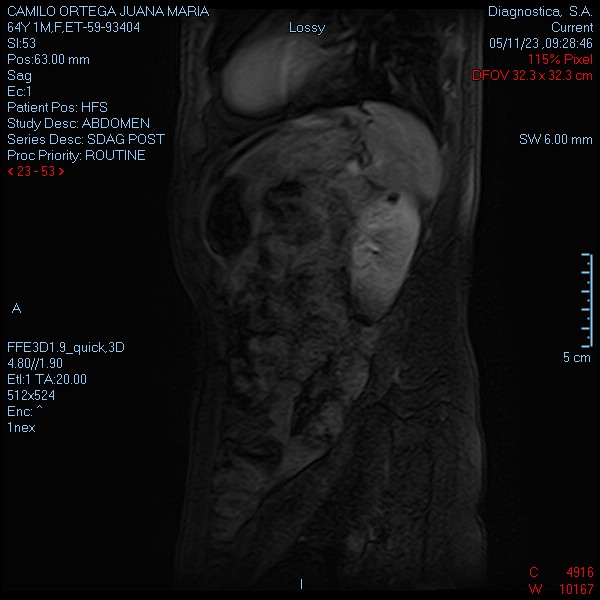 CAMILO ORTEGA JUANA MARIA
64Y 1M,F,ET-59-93404
Sl:53
Pos:63.00 mm
Sag
Ec:1
Patient Pos: HFS
Study Desc: ABDOMEN
Series Desc: SDAG POST
Proc Priority: ROUTINE
< 23 - 53 >
Lossy
Diagnostica, S.A.
Current
05/11/23 ,09:28:46
115% Pixel
DFOV 32.3 x 32.3 cm
SW 6.00 mm
A
5 cm
FFE3D1.9_quick,3D
4.80//1.90
Etl:1 TA:20.00
512x524
Enc: ^
1nex
I
C 4916
W 10167